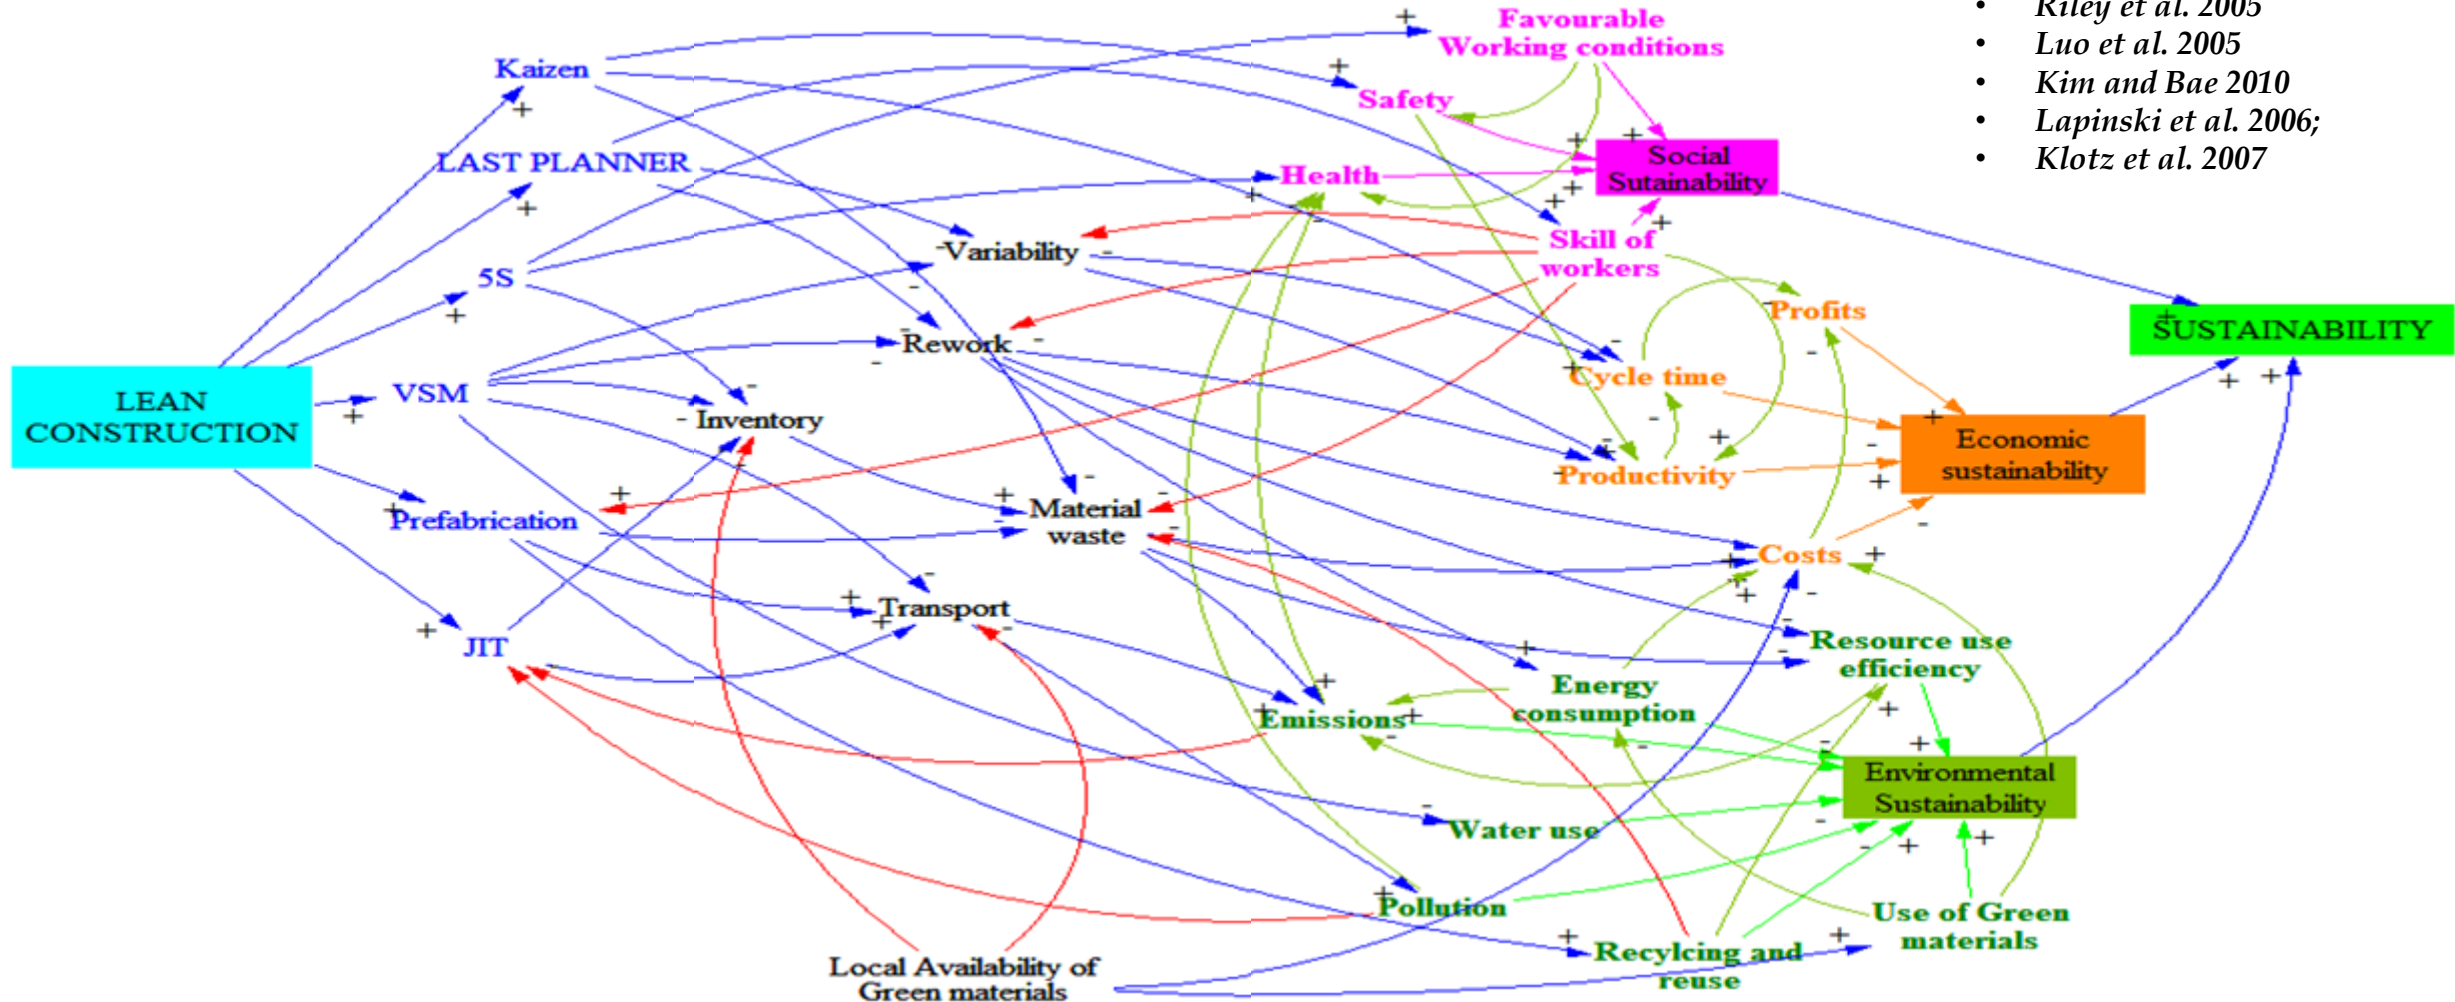 • Riley et al. 2005
• Luo et al. 2005
• Kim and Bae 2010
• Lapinski et al. 2006;
• Klotz et al. 2007
Favourable
Working conditions
Kaizen
Safety
LAST PLANNER
Social
Sutainability
Health
Skill of
workers
Variability
5S
Profits
SUSTAINABILITY
Rework
Cycle time
VSM
LEAN
CONSTRUCTION
Inventory
Economic
sustainability
Productivity
Prefabrication
Material
waste
Costs
Transport
JIT
Resource use
efficiency
Energy
consumption
Emissions
Environmental
Sustainability
Water use
Pollution
Use of Green
materials
Recylcing and
reuse
Local Availability of
Green materials